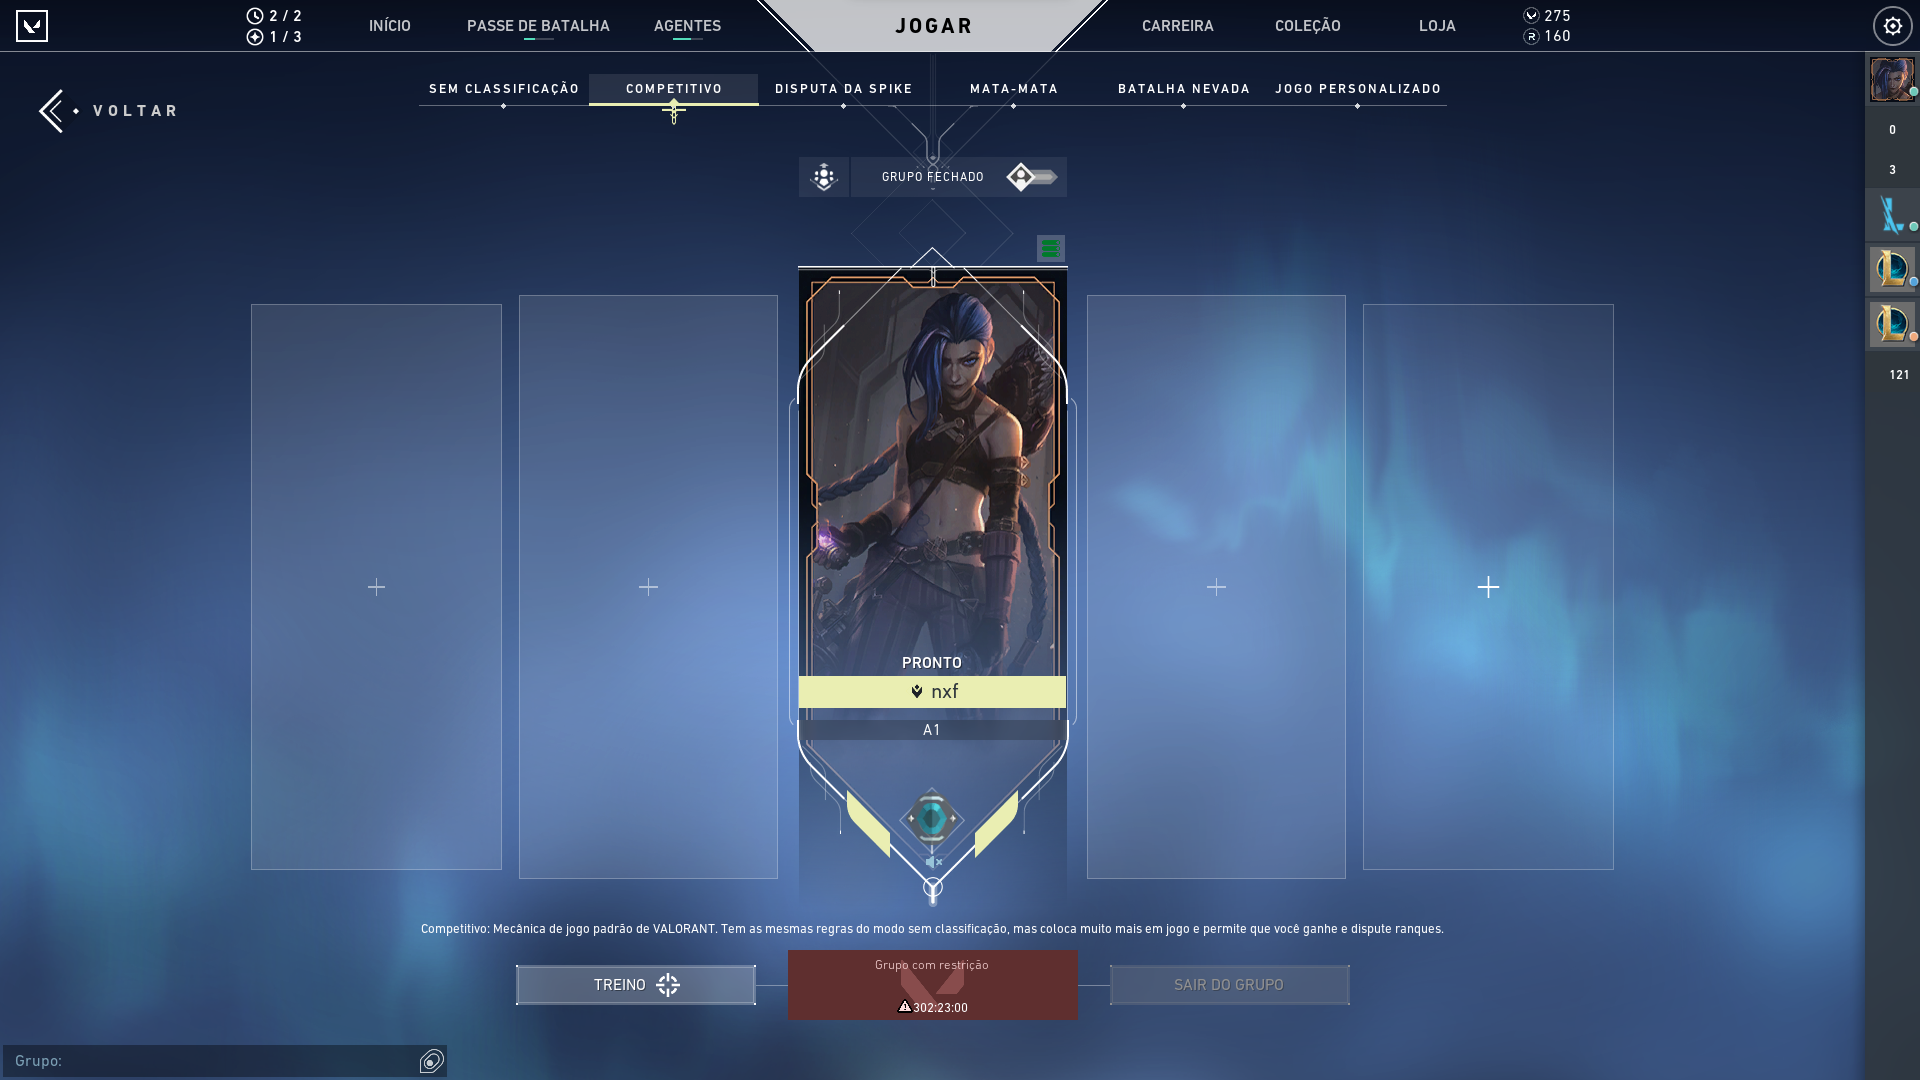 2 / 2
1 / 3
INÍCIO
PASSE DE BATALHA
AGENTES
JOGAR
CARREIRA
COLEÇÃO
LOJA
275
160
VOLTAR
SEM CLASSIFICAÇÃO
COMPETITIVO
DISPUTA DA SPIKE
MATA-MATA
BATALHA NEVADA
JOGO PERSONALIZADO
GRUPO FECHADO
0
3
121
PRONTO
nxf
A1
Competitivo: Mecânica de jogo padrão de VALORANT. Tem as mesmas regras do modo sem classificação, mas coloca muito mais em jogo e permite que você ganhe e dispute ranques.
TREINO
Grupo com restrição
302:23:00
SAIR DO GRUPO
Grupo: